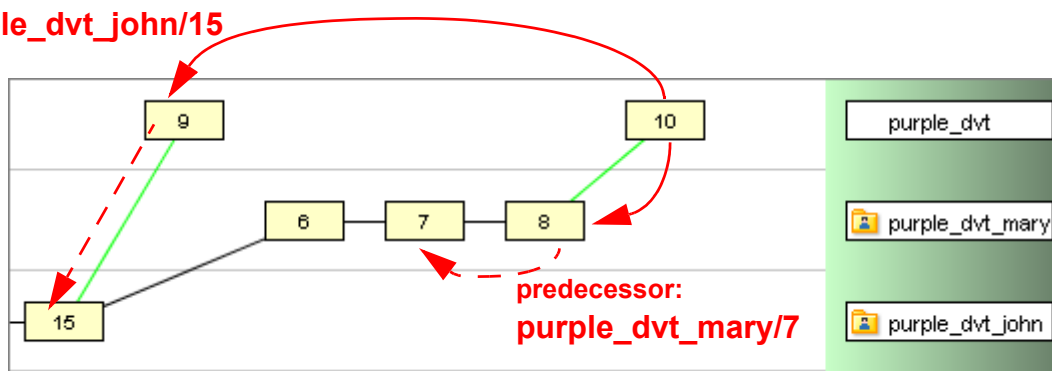 le_dvt_john/15
9
10
purple_dvt
6
7
8
purple_dvt_mary
predecessor:
purple_dvt_mary/7
15
purple_dvt_john